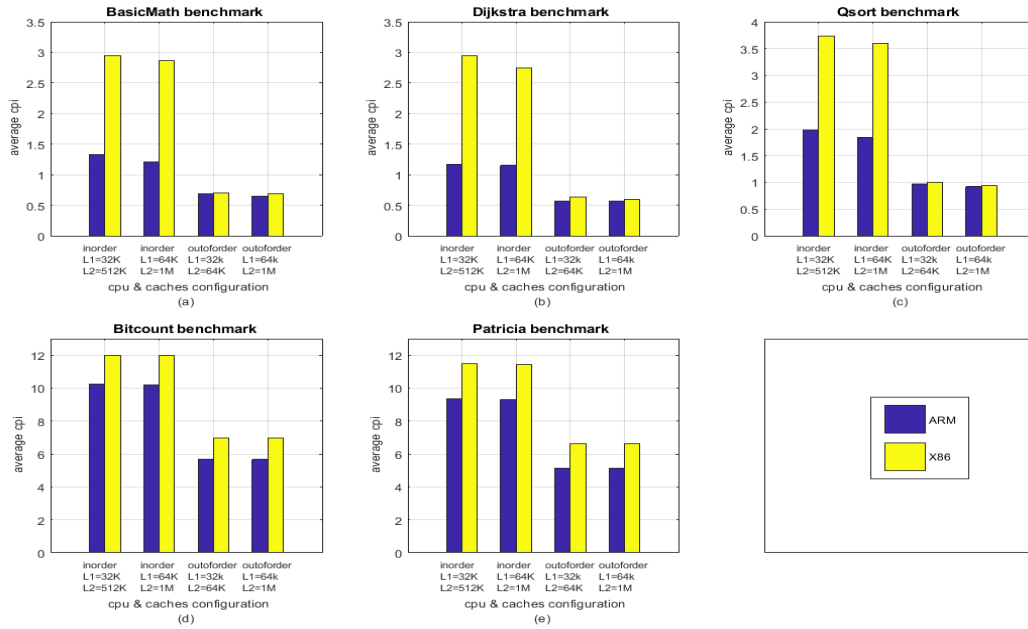 BasicMath benchmark
3.5
3
2.5
2
1.5
1
0.5
0
average cpi
inorder
L1=32K
L2=512K
inorder
L1=64K
L2=1M
outoforder
L1=32k
L2=64K
outoforder
L1=64k
L2=1M
cpu & caches configuration
(a)
Dijkstra benchmark
3.5
3
2.5
2
1.5
1
0.5
0
average cpi
inorder
L1=32K
L2=512K
inorder
L1=64K
L2=1M
outoforder
L1=32k
L2=64K
outoforder
L1=64k
L2=1M
cpu & caches configuration
(b)
Qsort benchmark
4
3.5
3
2.5
2
1.5
1
0.5
0
average cpi
inorder
L1=32K
L2=512K
inorder
L1=64K
L2=1M
outoforder
L1=32k
L2=64K
outoforder
L1=64k
L2=1M
cpu & caches configuration
(c)
Bitcount benchmark
12
10
8
6
4
2
0
average cpi
inorder
L1=32K
L2=512K
inorder
L1=64K
L2=1M
outoforder
L1=32k
L2=64K
outoforder
L1=64k
L2=1M
cpu & caches configuration
(d)
Patricia benchmark
12
10
8
6
4
2
0
average cpi
inorder
L1=32K
L2=512K
inorder
L1=64K
L2=1M
outoforder
L1=32k
L2=64K
outoforder
L1=64k
L2=1M
cpu & caches configuration
(e)
ARM
X86